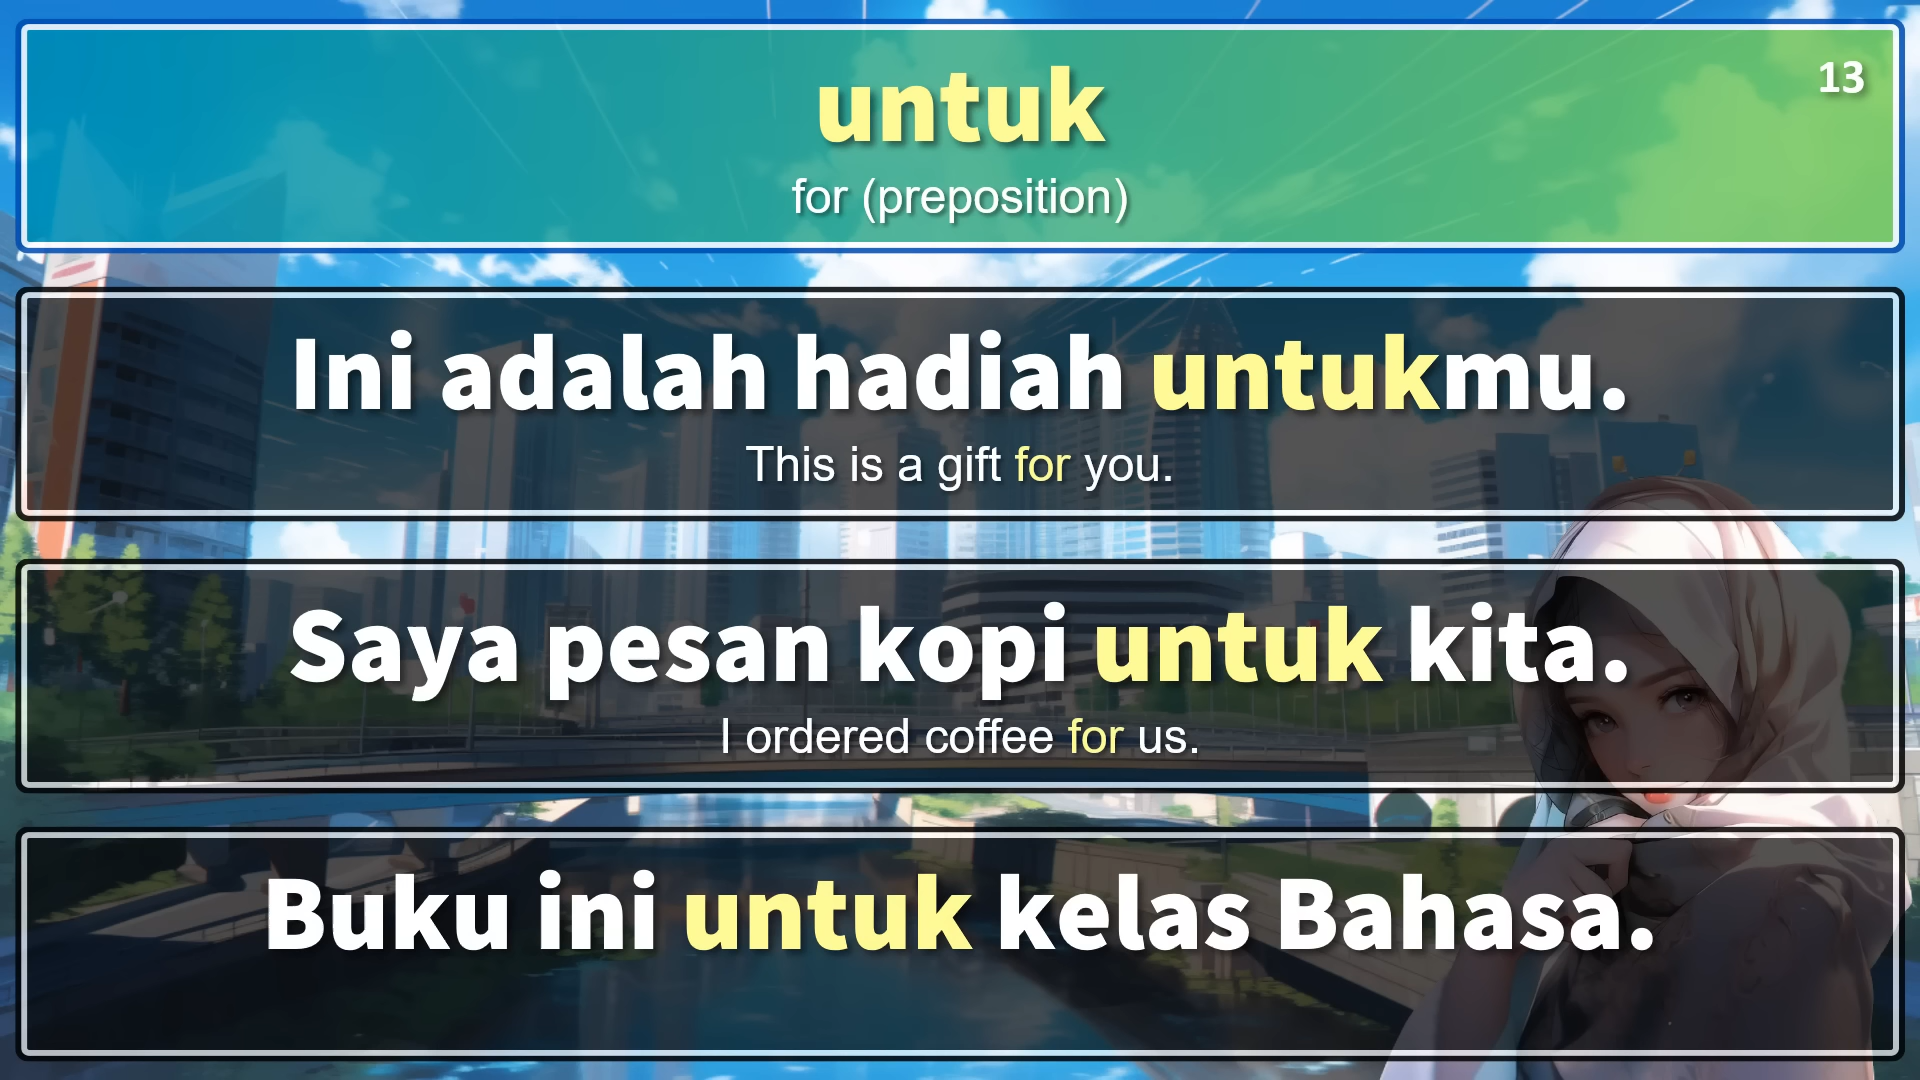 untuk
13
for (preposition)
Ini adalah hadiah untukmu.
This is a gift for you.
Saya pesan kopi untuk kita.
I ordered coffee for us.
Buku ini untuk kelas Bahasa.